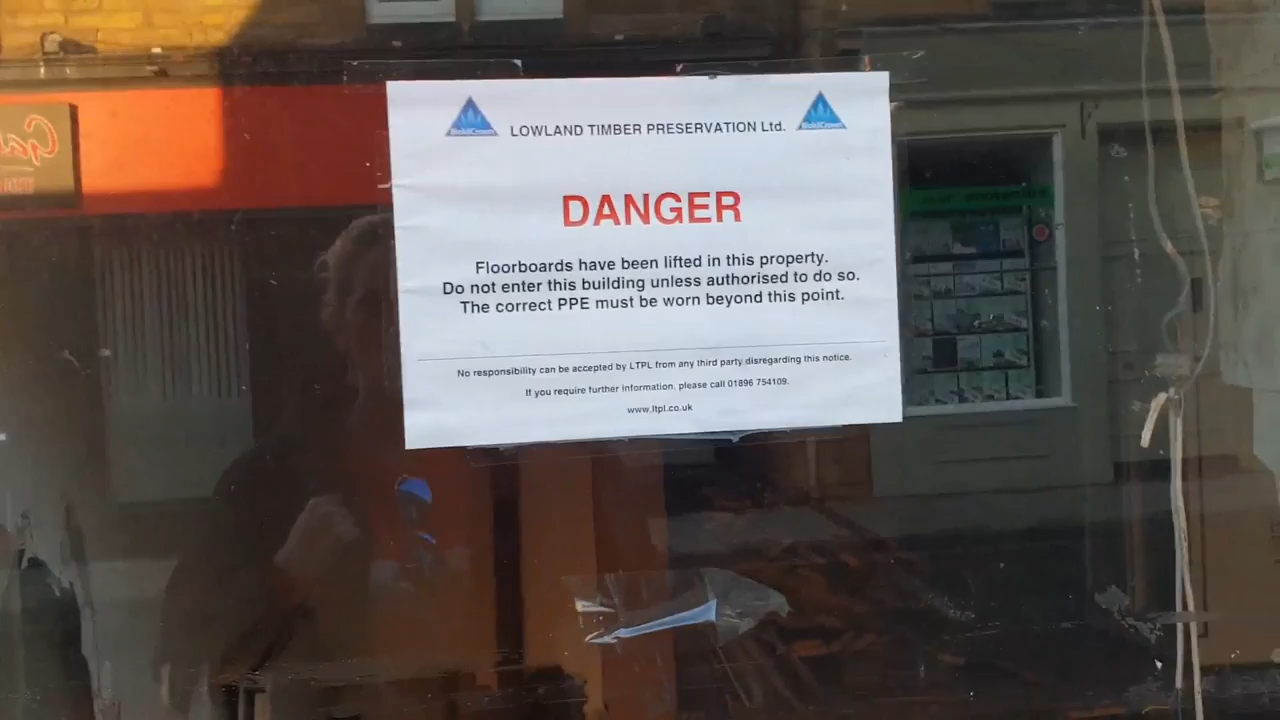 LOWLAND TIMBER PRESERVATION Ltd.
DANGER
Floorboards have been lifted in this property.
Do not enter this building unless authorised to do so.
The correct PPE must be worn beyond this point.
No responsibility can be accepted by LTPL from any third party disregarding this notice.
If you require further information, please call 01896 754109.
www.ltpl.co.uk